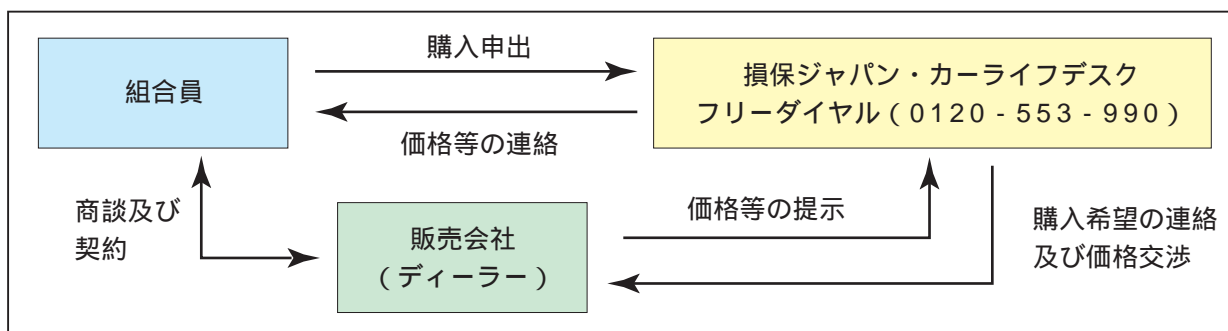 購入申出
組合員
損保ジャパン・カーライフデスク
フリーダイヤル（0120-553-990）
価格等の連絡
商談及び
契約
販売会社
（ディーラー）
価格等の提示
購入希望の連絡
及び価格交渉